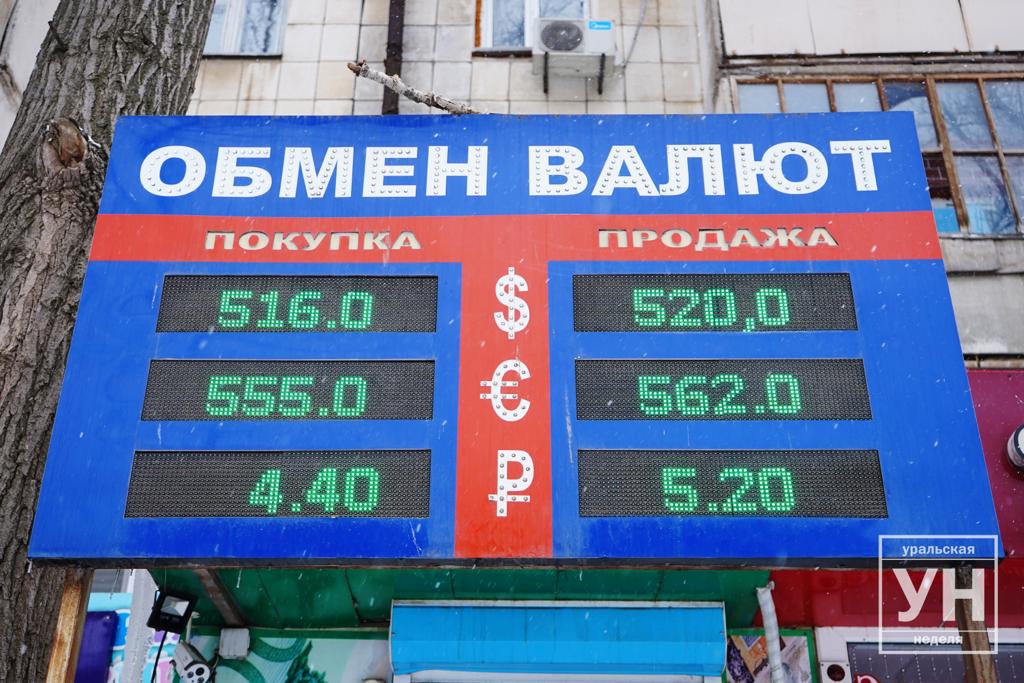 ОБМЕН ВАЛЮТ
ПОКУПКА ПРОДАЖА
516.0 $ 520,0
555.0 € 562.0
4.40 ₽ 5.20
уральская
УН
неделя